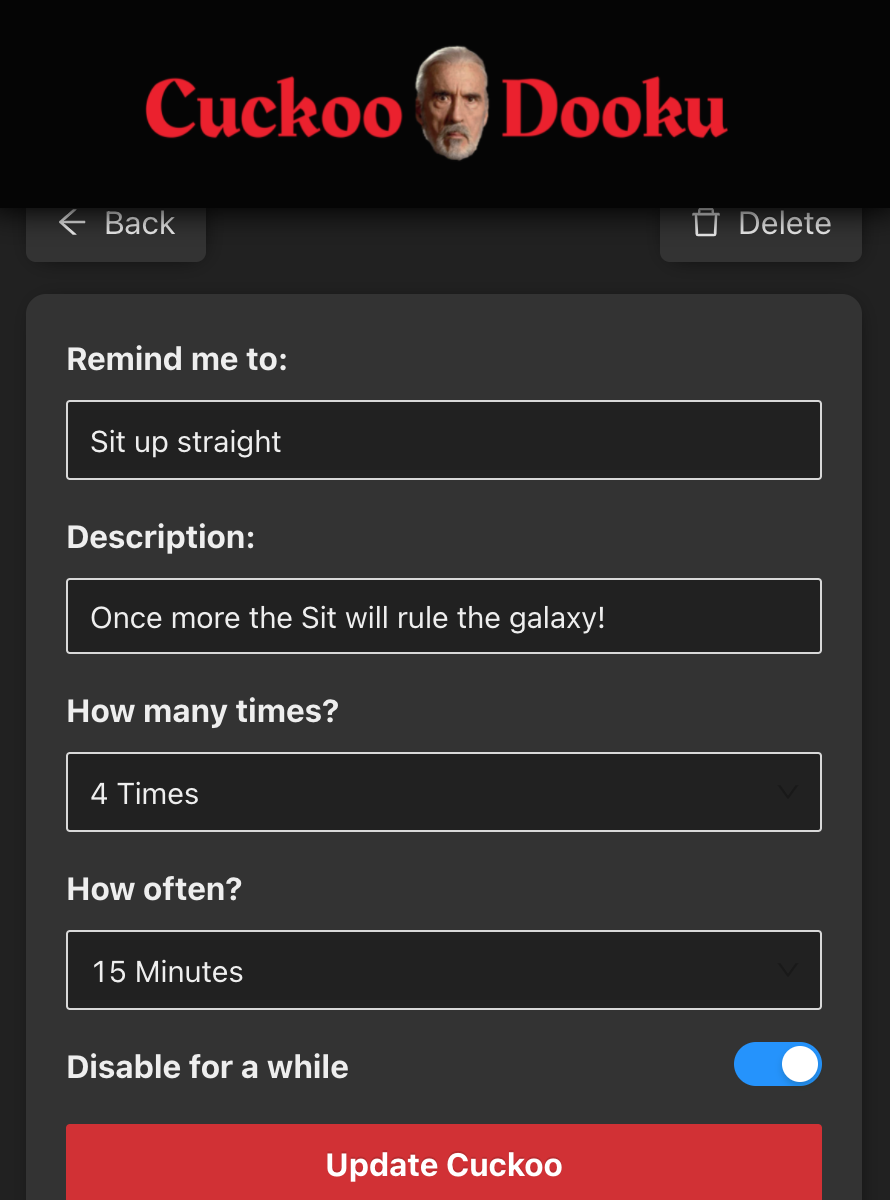 Cuckoo Dooku
Back
Delete
Remind me to:
Sit up straight
Description:
Once more the Sit will rule the galaxy!
How many times?
4 Times
How often?
15 Minutes
Disable for a while
Update Cuckoo